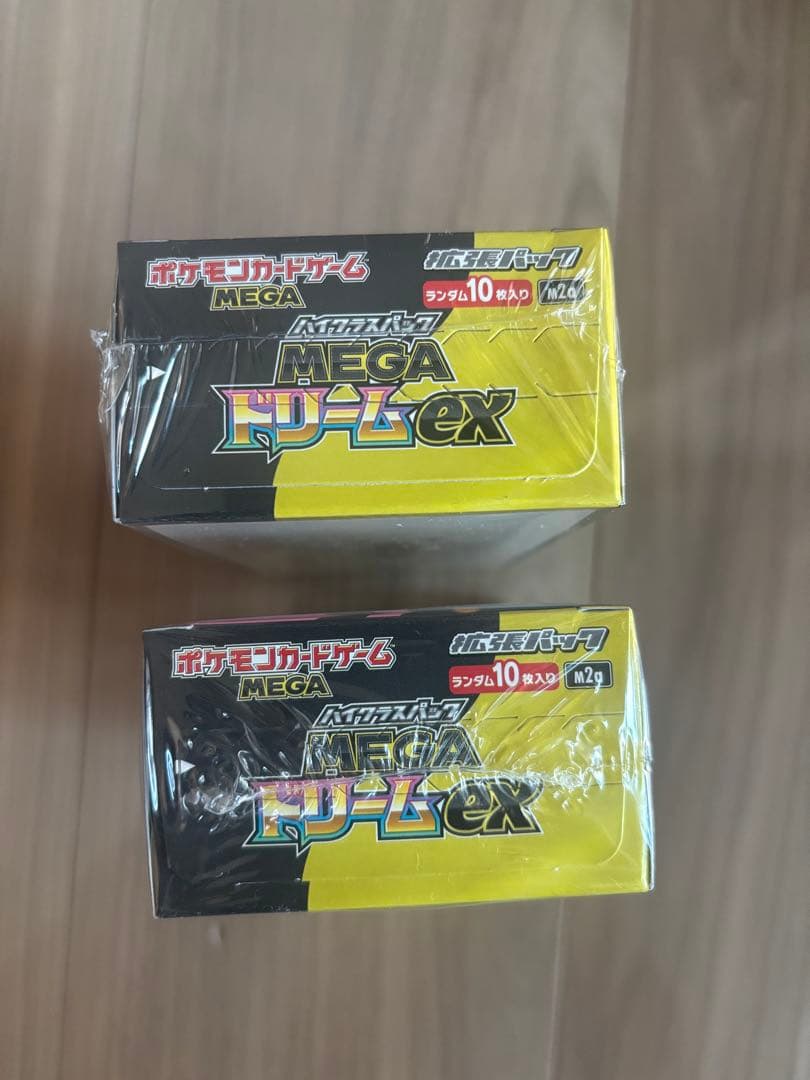 ポケモンカードゲーム
MEGA
拡張パック
ランダム10枚入り M2a
ハイクラスパック
MEGA
ドリームex
ポケモンカードゲーム
MEGA
拡張パック
ランダム10枚入り M2a
ハイクラスパック
MEGA
ドリームex